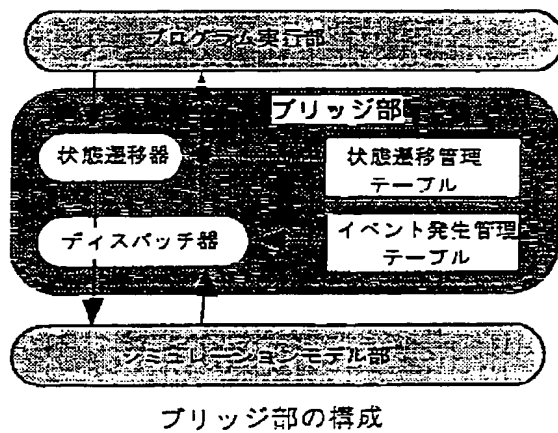 プログラム実行部
ブリッジ部
状態遷移器
状態遷移管理
テーブル
ディスパッチ器
イベント発生管理
テーブル
シミュレーションモデル部
ブリッジ部の構成